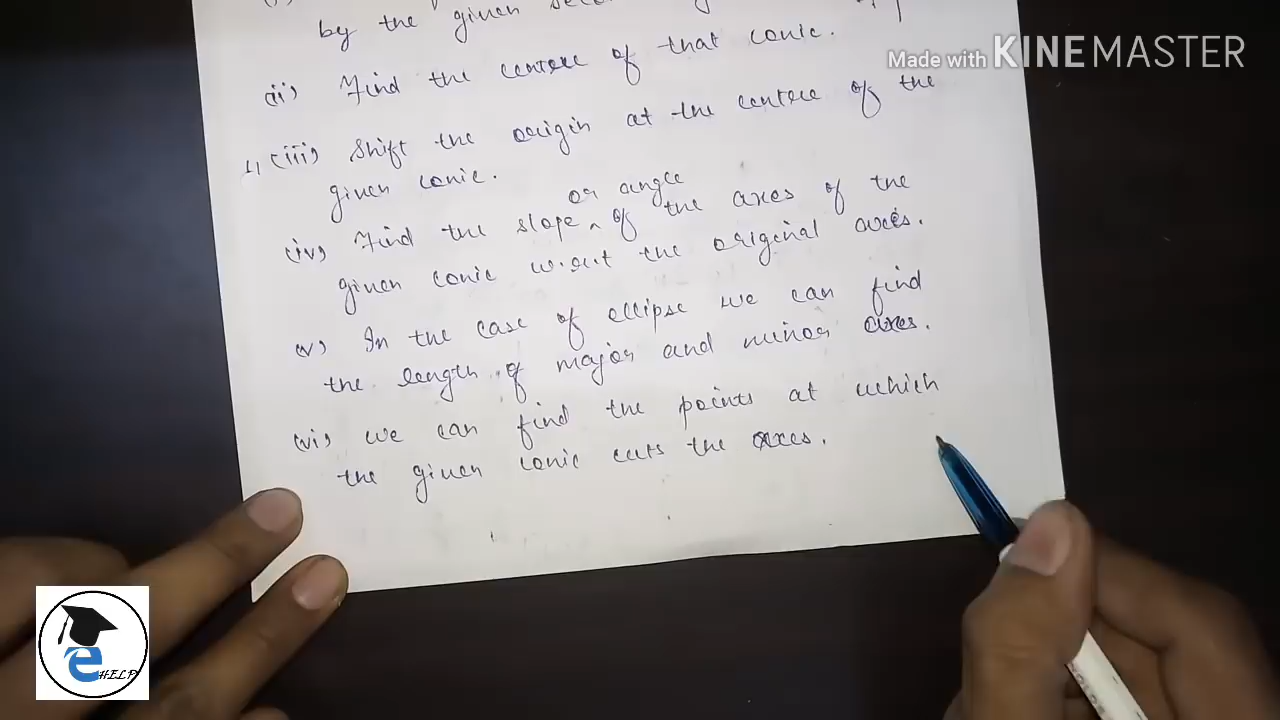 by the given
Made with KINEMASTER
(ii) Find the centre of that conic.
(iii) Shift the origin at the centre of the
given conic.
or angle
(iv) Find the slope ^ of the axes of the
given conic w.r.t the original axes.
(v) In the case of ellipse we can find
the length of major and minor axes.
(vi) we can find the points at which
the given conic cuts the axes.
e HELP